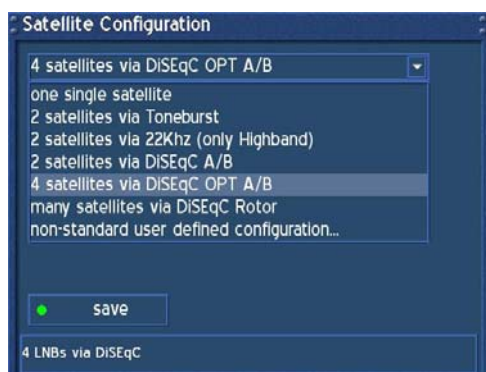 Satellite Configuration
4 satellites via DiSEqC OPT A/B
one single satellite
2 satellites via Toneburst
2 satellites via 22Khz (only Highband)
2 satellites via DiSEqC A/B
4 satellites via DiSEqC OPT A/B
many satellites via DiSEqC Rotor
non-standard user defined configuration...
save
4 LNBs via DiSEqC